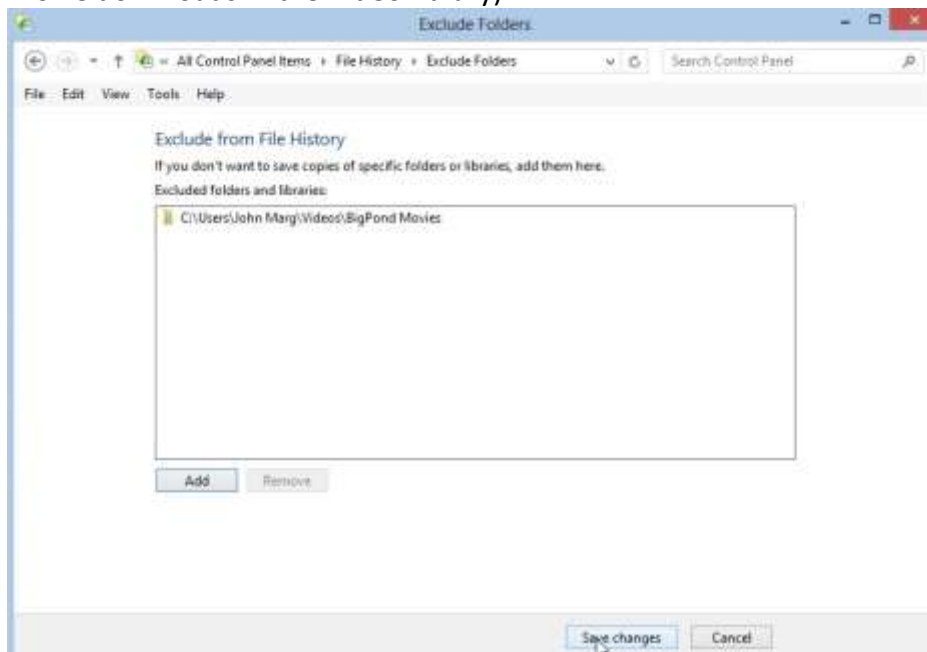 Exclude Folders
All Control Panel Items ▸ File History ▸ Exclude Folders
Search Control Panel
File Edit View Tools Help
Exclude from File History
If you don't want to save copies of specific folders or libraries, add them here.
Excluded folders and libraries:
C:\Users\John Marg\Videos\BigPond Movies
Add Remove
Save changes Cancel